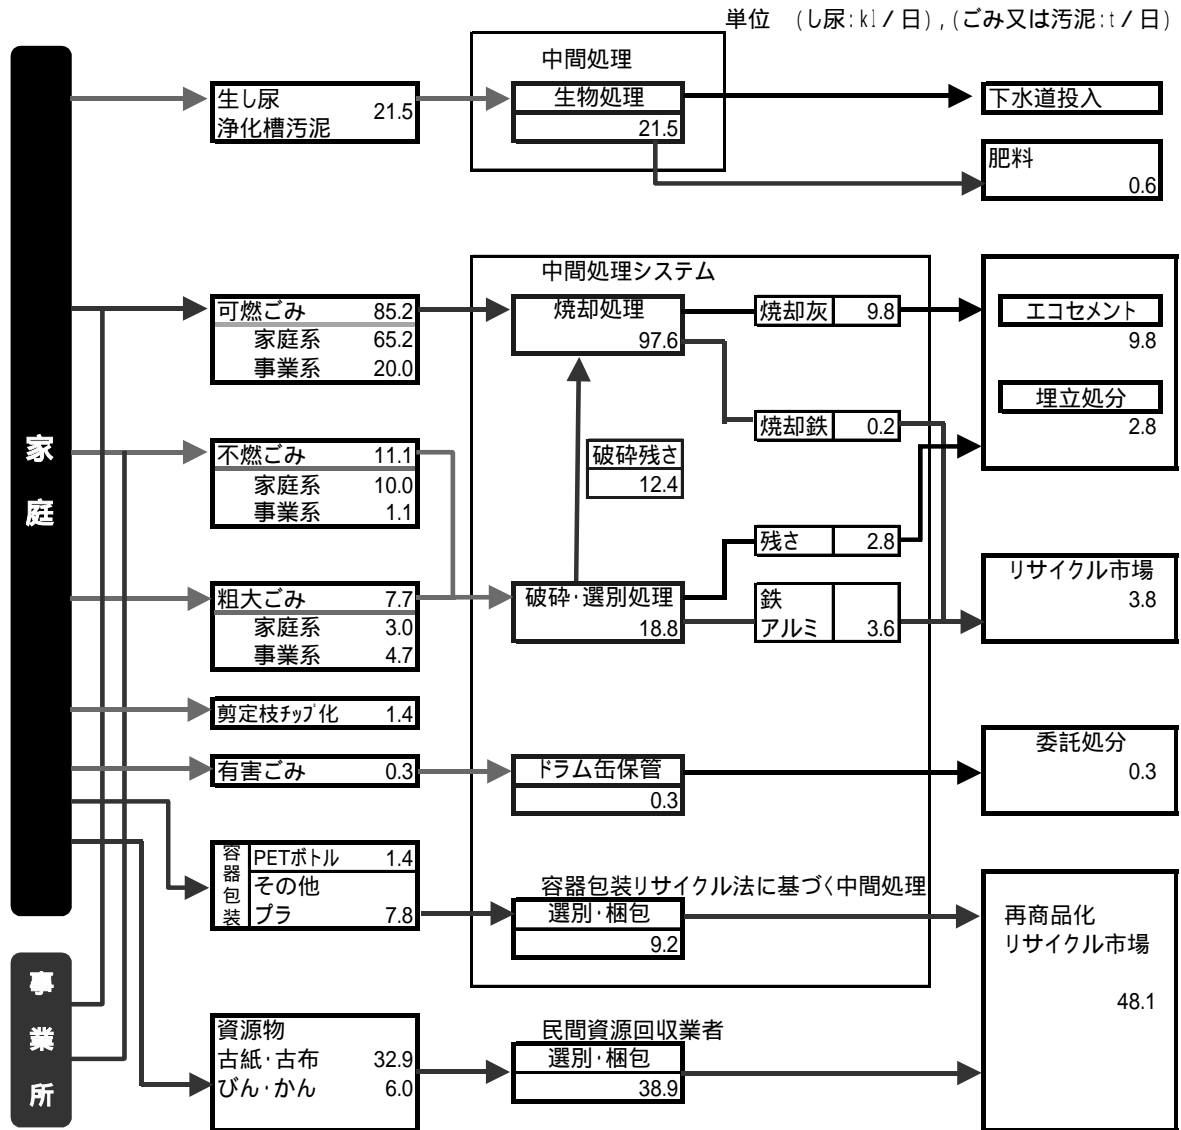 単位　(し尿:kl/日),(ごみ又は汚泥:t/日)
家庭
事業所
生し尿
浄化槽汚泥
21.5
中間処理
生物処理
21.5
下水道投入
肥料
0.6
可燃ごみ 85.2
家庭系 65.2
事業系 20.0
不燃ごみ 11.1
家庭系 10.0
事業系 1.1
粗大ごみ 7.7
家庭系 3.0
事業系 4.7
剪定枝チップ化 1.4
有害ごみ 0.3
容器包装
PETボトル 1.4
その他
プラ 7.8
資源物
古紙·古布 32.9
びん·かん 6.0
中間処理システム
焼却処理
97.6
破砕残さ
12.4
破砕·選別処理
18.8
焼却灰 9.8
焼却鉄 0.2
残さ 2.8
鉄
アルミ 3.6
ドラム缶保管
0.3
容器包装リサイクル法に基づく中間処理
選別·梱包
9.2
民間資源回収業者
選別·梱包
38.9
エコセメント
9.8
埋立処分
2.8
リサイクル市場
3.8
委託処分
0.3
再商品化
リサイクル市場
48.1